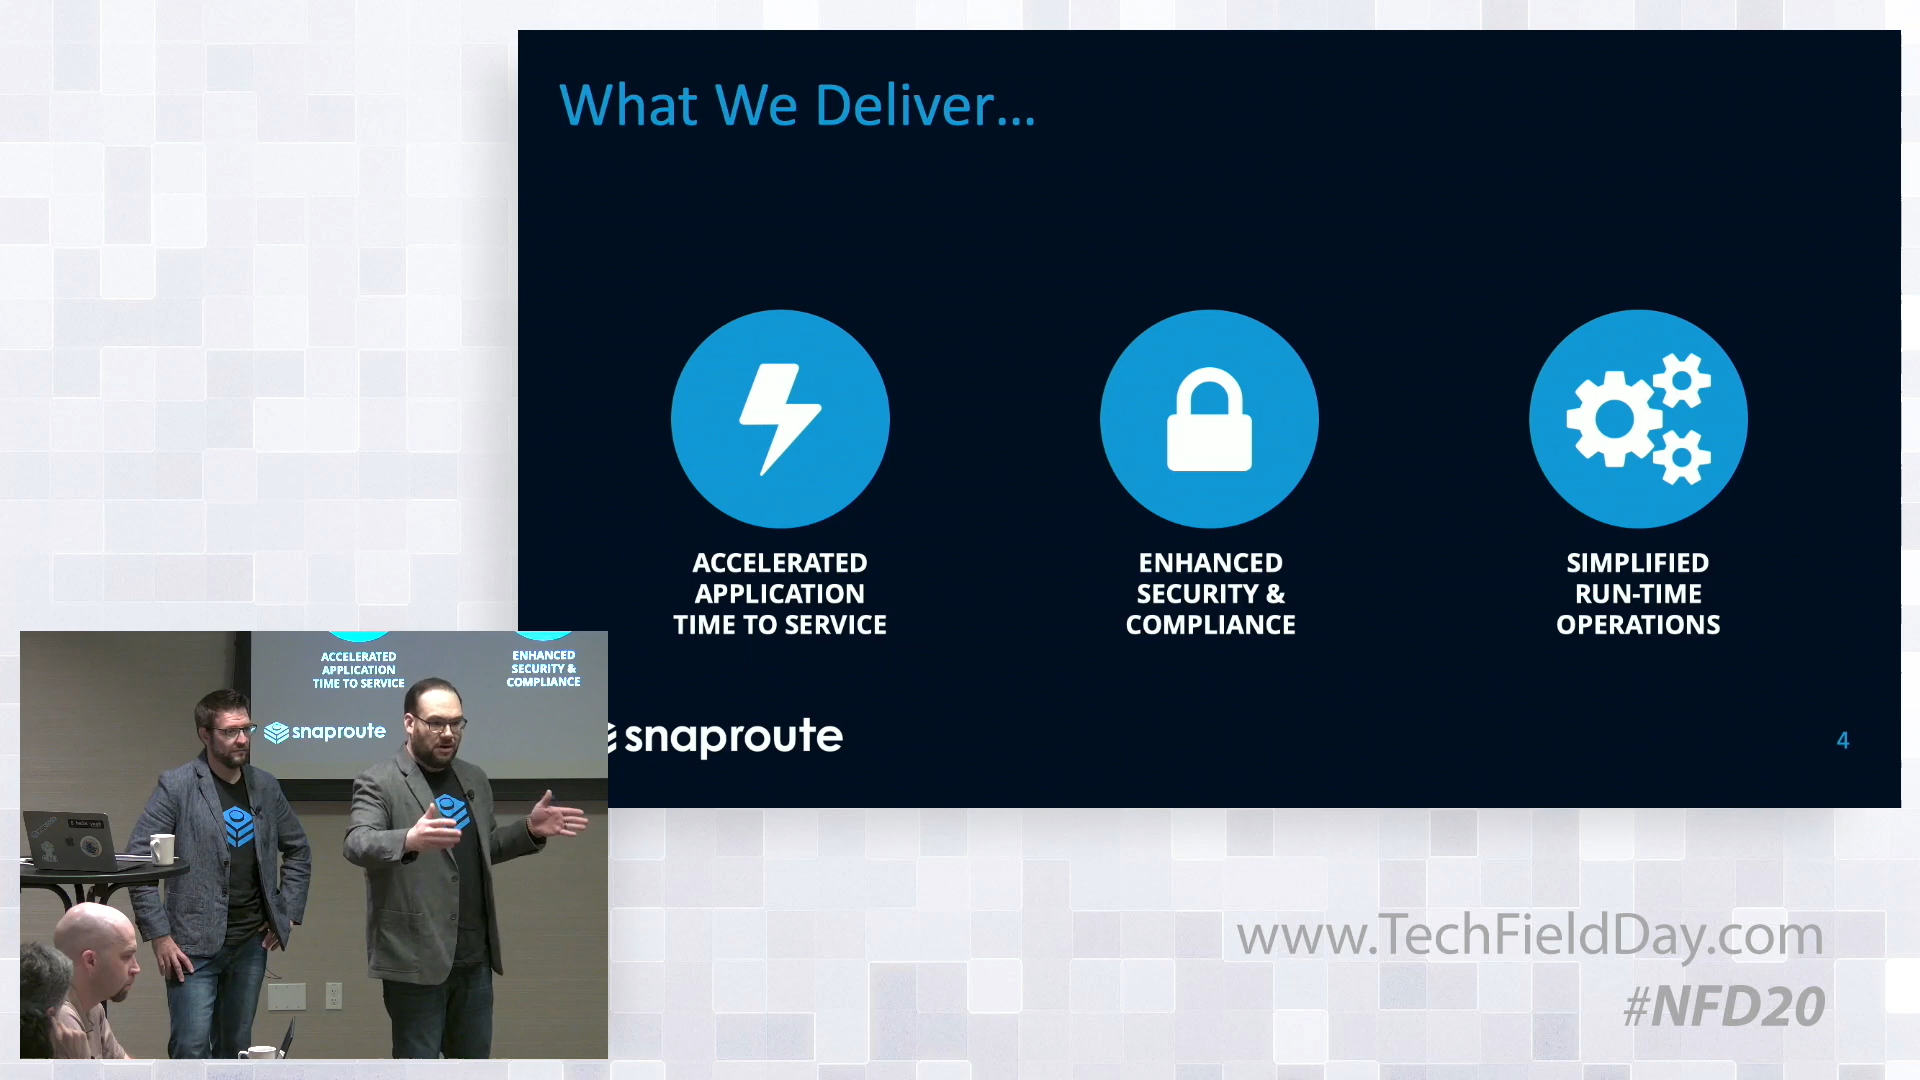 What We Deliver...
ACCELERATED
APPLICATION
TIME TO SERVICE
ENHANCED
SECURITY &
COMPLIANCE
SIMPLIFIED
RUN-TIME
OPERATIONS
snaproute
4
ACCELERATED
APPLICATION
TIME TO SERVICE
ENHANCED
SECURITY &
COMPLIANCE
snaproute
www.TechFieldDay.com
#NFD20